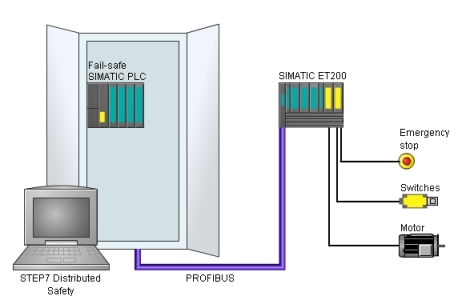 Fail-safe
SIMATIC PLC
SIMATIC ET200
Emergency
stop
Switches
Motor
STEP7 Distributed
Safety
PROFIBUS